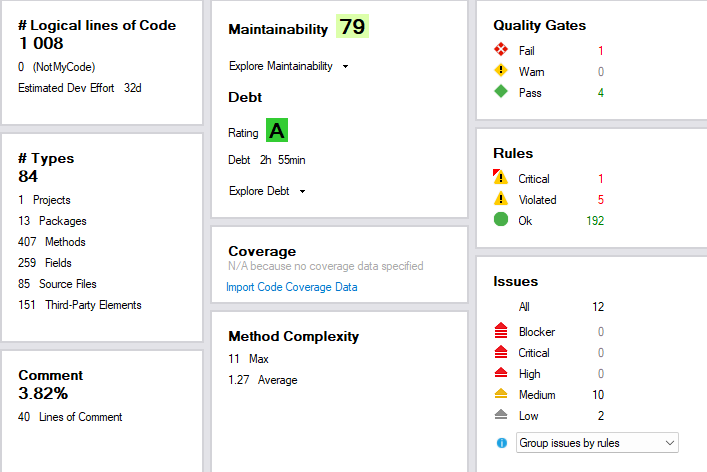 # Logical lines of Code
1 008
0 (NotMyCode)
Estimated Dev Effort 32d
# Types
84
1 Projects
13 Packages
407 Methods
259 Fields
85 Source Files
151 Third-Party Elements
Comment
3.82%
40 Lines of Comment
Maintainability 79
Explore Maintainability
Debt
Rating A
Debt 2h 55min
Explore Debt
Coverage
N/A because no coverage data specified
Import Code Coverage Data
Method Complexity
11 Max
1.27 Average
Quality Gates
Fail 1
Warn 0
Pass 4
Rules
Critical 1
Violated 5
Ok 192
Issues
All 12
Blocker 0
Critical 0
High 0
Medium 10
Low 2
Group issues by rules